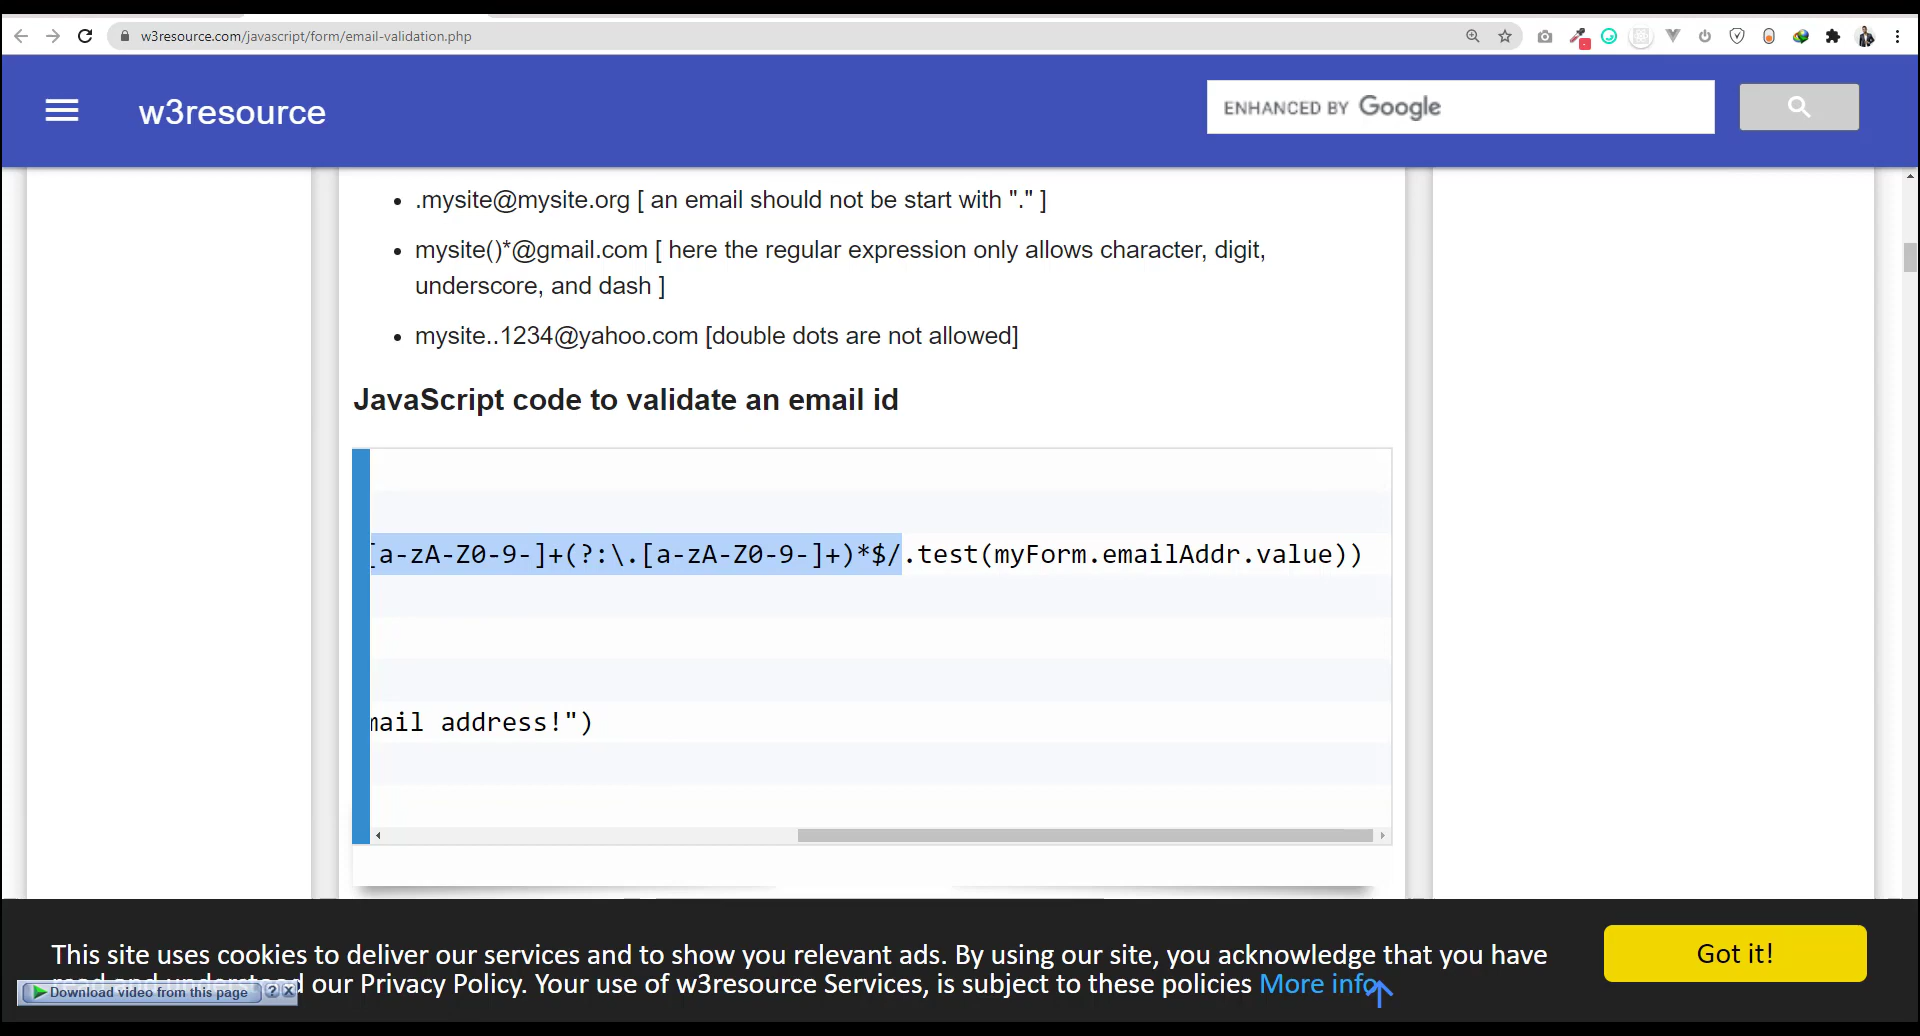 w3resource.com/javascript/form/email-validation.php
w3resource
ENHANCED BY Google
.mysite@mysite.org [ an email should not be start with "." ]
mysite()*@gmail.com [ here the regular expression only allows character, digit,
underscore, and dash ]
mysite..1234@yahoo.com [double dots are not allowed]
JavaScript code to validate an email id
[a-zA-Z0-9-]+(?:\.[a-zA-Z0-9-]+)*$/.test(myForm.emailAddr.value))
mail address!")
This site uses cookies to deliver our services and to show you relevant ads. By using our site, you acknowledge that you have
read and understood our Privacy Policy. Your use of w3resource Services, is subject to these policies More info
Got it!
Download video from this page ?